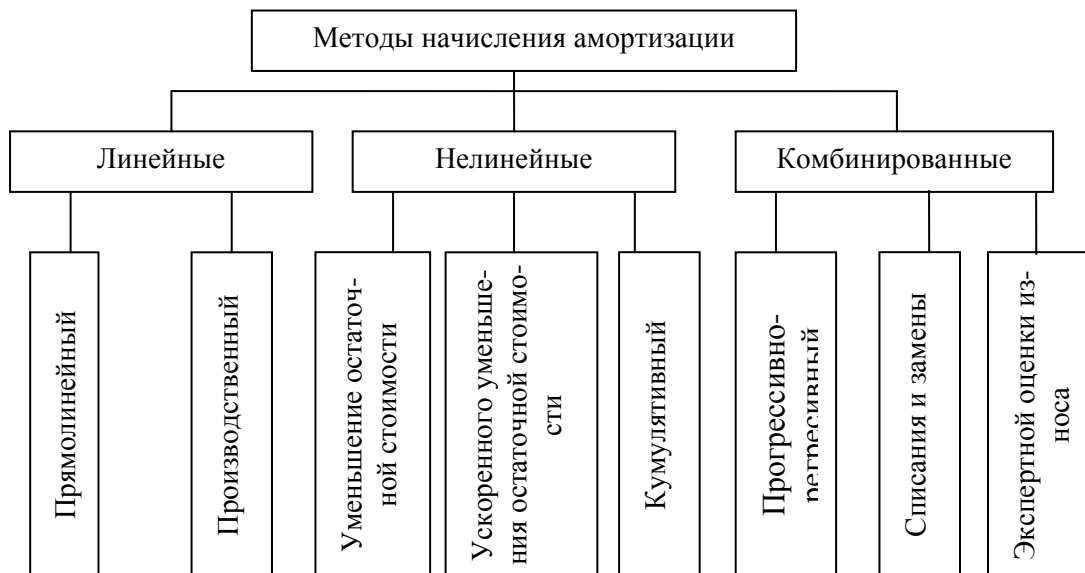 Методы начисления амортизации
Линейные
Нелинейные
Комбинированные
Прямолинейный
Производственный
Уменьшение остаточ-
ной стоимости
Ускоренного уменьше-
ния остаточной стоимо-
сти
Кумулятивный
Прогрессивно-
регресивный
Списания и замены
Экспертной оценки из-
носа